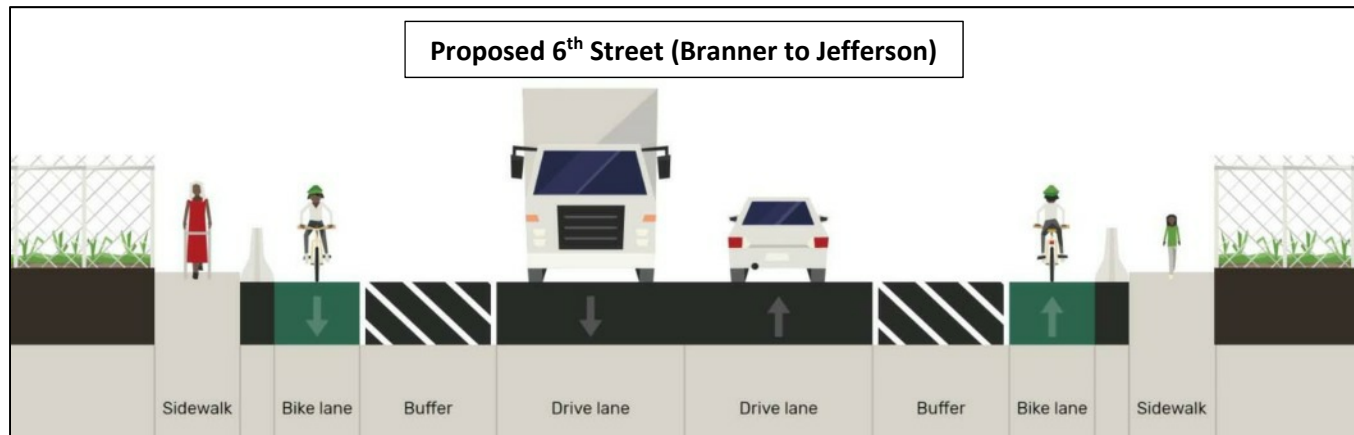 Proposed 6th Street (Branner to Jefferson)
Sidewalk Bike lane Buffer Drive lane Drive lane Buffer Bike lane Sidewalk